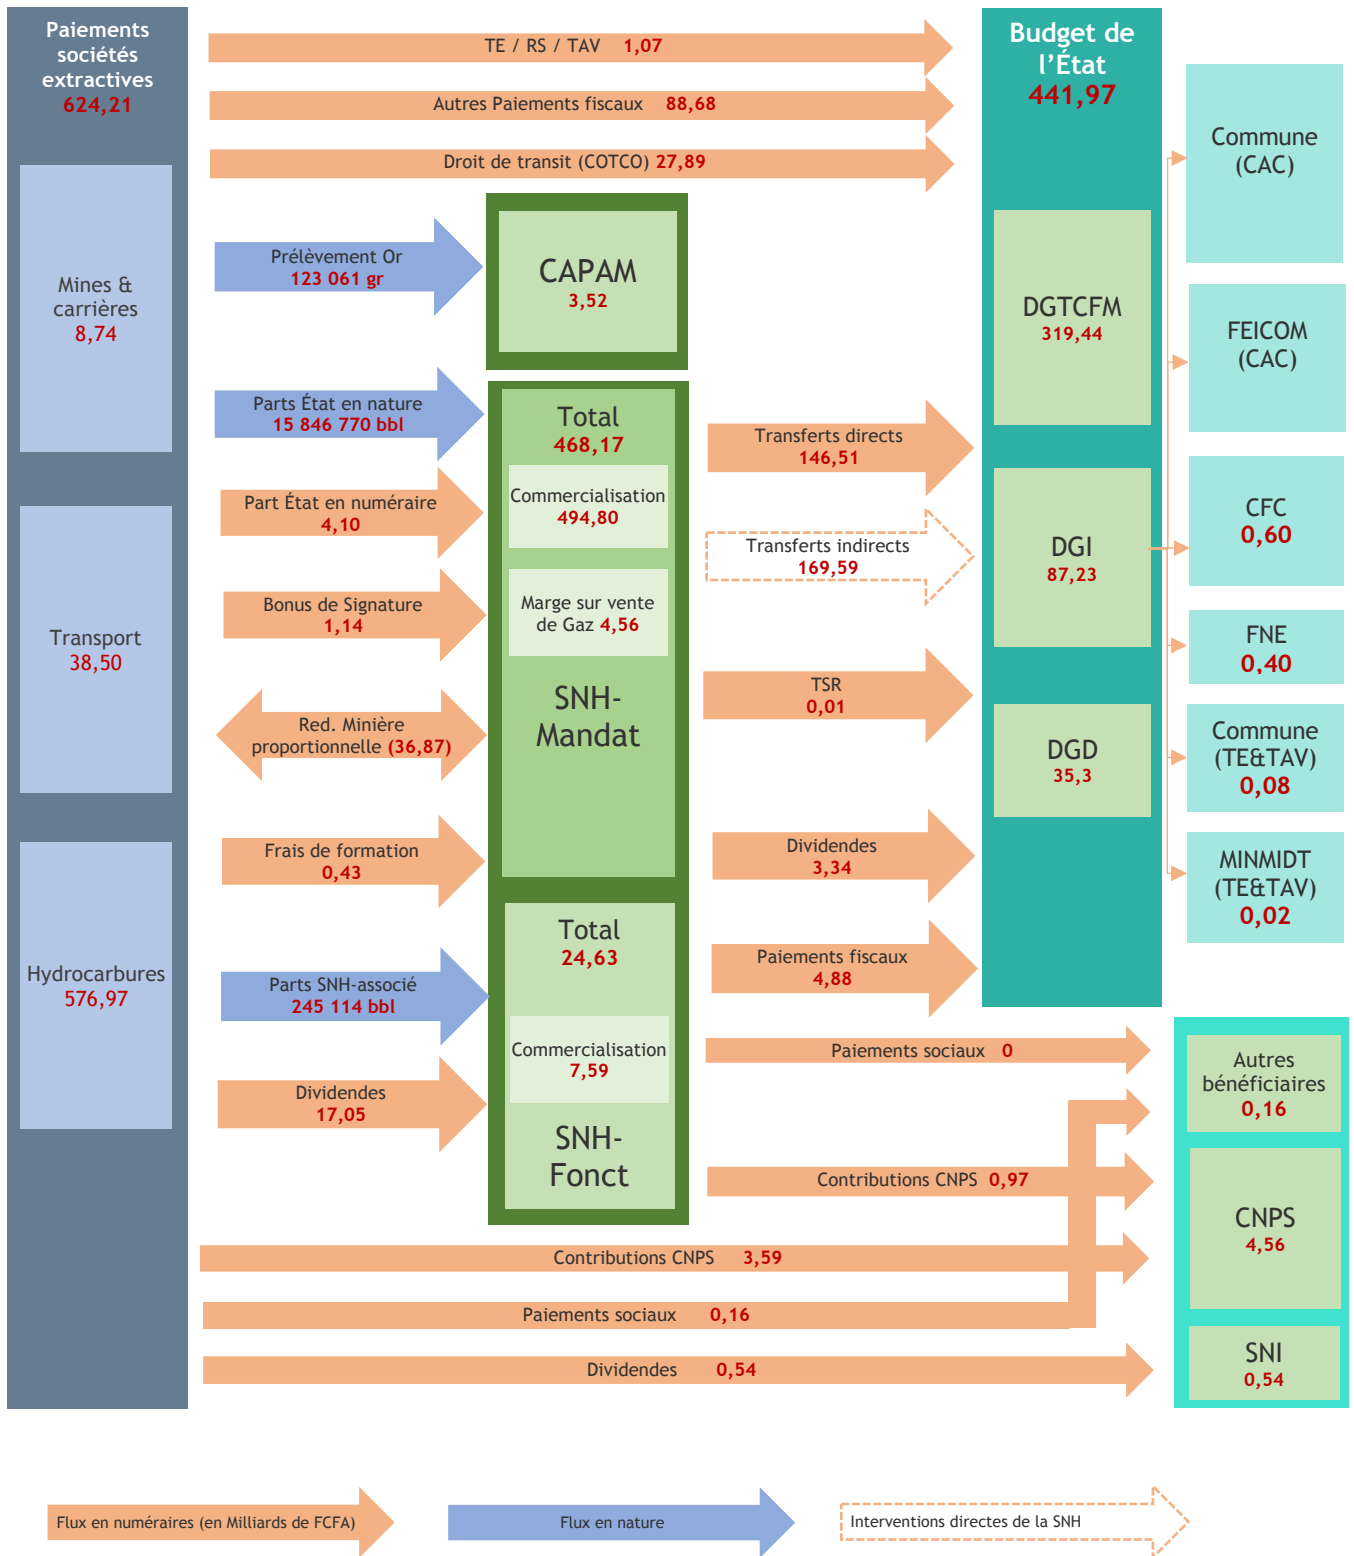 Paiements
sociétés
extractives
624,21
Mines &
carrières
8,74
Transport
38,50
Hydrocarbures
576,97
TE / RS / TAV 1,07
Autres Paiements fiscaux 88,68
Droit de transit (COTCO) 27,89
Prélèvement Or
123 061 gr
Parts État en nature
15 846 770 bbl
Part État en numéraire
4,10
Bonus de Signature
1,14
Red. Minière
proportionnelle (36,87)
Frais de formation
0,43
Parts SNH-associé
245 114 bbl
Dividendes
17,05
CAPAM
3,52
Total
468,17
Commercialisation
494,80
Marge sur vente
de Gaz 4,56
SNH-
Mandat
Total
24,63
Commercialisation
7,59
SNH-
Fonct
Transferts directs
146,51
Transferts indirects
169,59
TSR
0,01
Dividendes
3,34
Paiements fiscaux
4,88
Paiements sociaux 0
Contributions CNPS 0,97
Contributions CNPS 3,59
Paiements sociaux 0,16
Dividendes 0,54
Budget de
l’État
441,97
DGTCFM
319,44
DGI
87,23
DGD
35,3
Commune
(CAC)
FEICOM
(CAC)
CFC
0,60
FNE
0,40
Commune
(TE&TAV)
0,08
MINMIDT
(TE&TAV)
0,02
Autres
bénéficiaires
0,16
CNPS
4,56
SNI
0,54
Flux en numéraires (en Milliards de FCFA)
Flux en nature
Interventions directes de la SNH